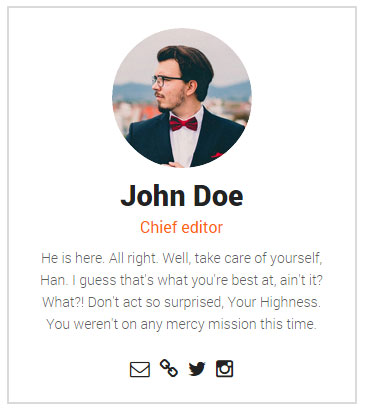 John Doe
Chief editor
He is here. All right. Well, take care of yourself,
Han. I guess that's what you're best at, ain't it?
What?! Don't act so surprised, Your Highness.
You weren't on any mercy mission this time.